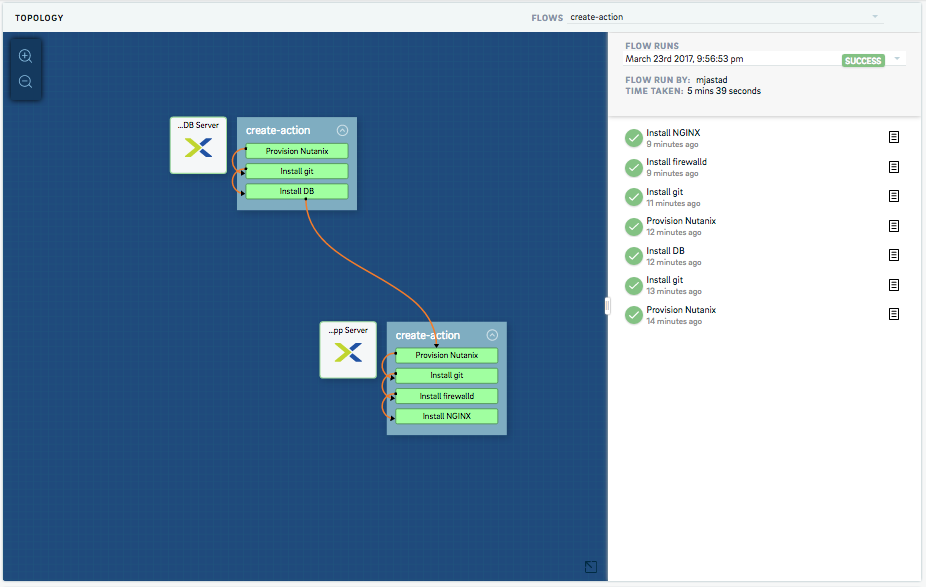 TOPOLOGY
FLOWS create-action
FLOW RUNS
March 23rd 2017, 9:56:53 pm SUCCESS
FLOW RUN BY: mjastad
TIME TAKEN: 5 mins 39 seconds
...DB Server
create-action
Provision Nutanix
Install git
Install DB
...pp Server
create-action
Provision Nutanix
Install git
Install firewalld
Install NGINX
Install NGINX
9 minutes ago
Install firewalld
9 minutes ago
Install git
11 minutes ago
Provision Nutanix
12 minutes ago
Install DB
12 minutes ago
Install git
13 minutes ago
Provision Nutanix
14 minutes ago